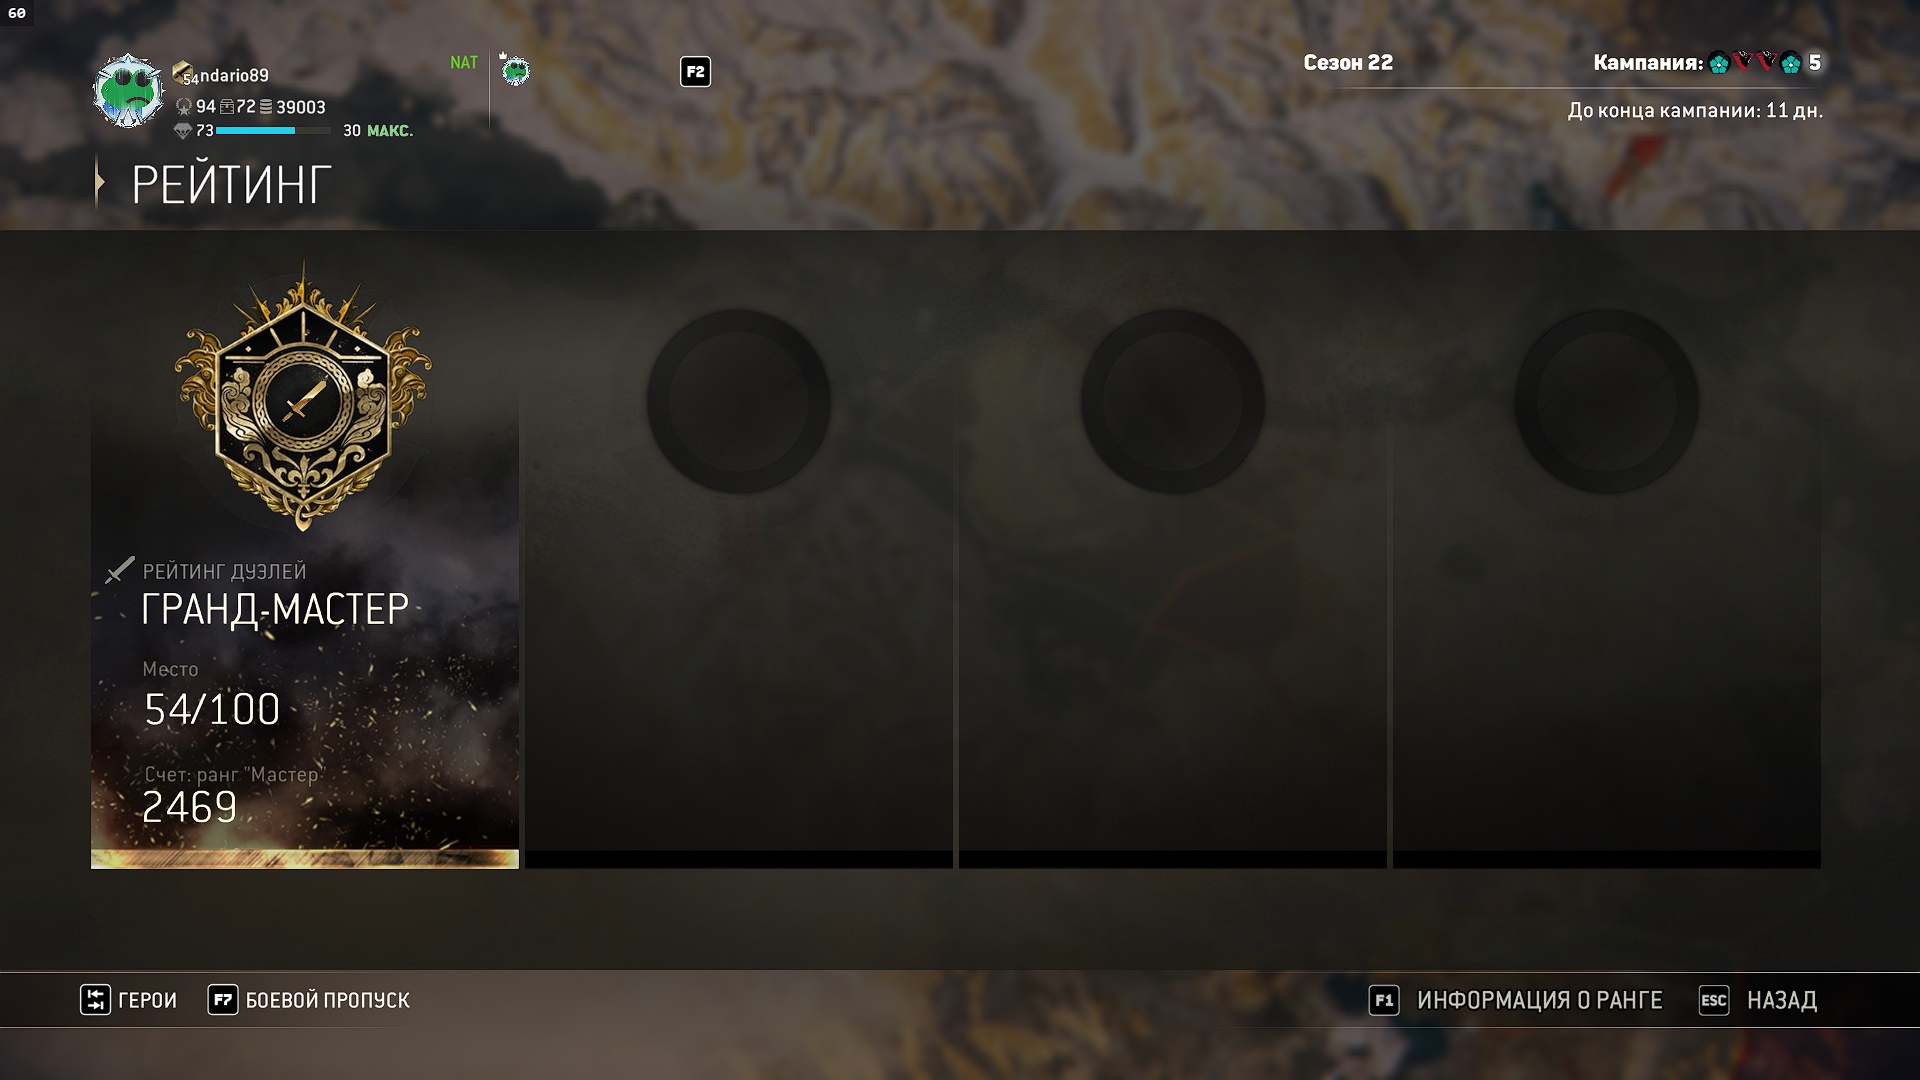 60
54
ndario89
94 72 39003
73 30 МАКС.
NAT
F2
Сезон 22
Кампания: 5
До конца кампании: 11 дн.
РЕЙТИНГ
РЕЙТИНГ ДУЭЛЕЙ
ГРАНД-МАСТЕР
Место
54/100
Счет: ранг "Мастер"
2469
ГЕРОИ
F7 БОЕВОЙ ПРОПУСК
F1 ИНФОРМАЦИЯ О РАНГЕ
ESC НАЗАД